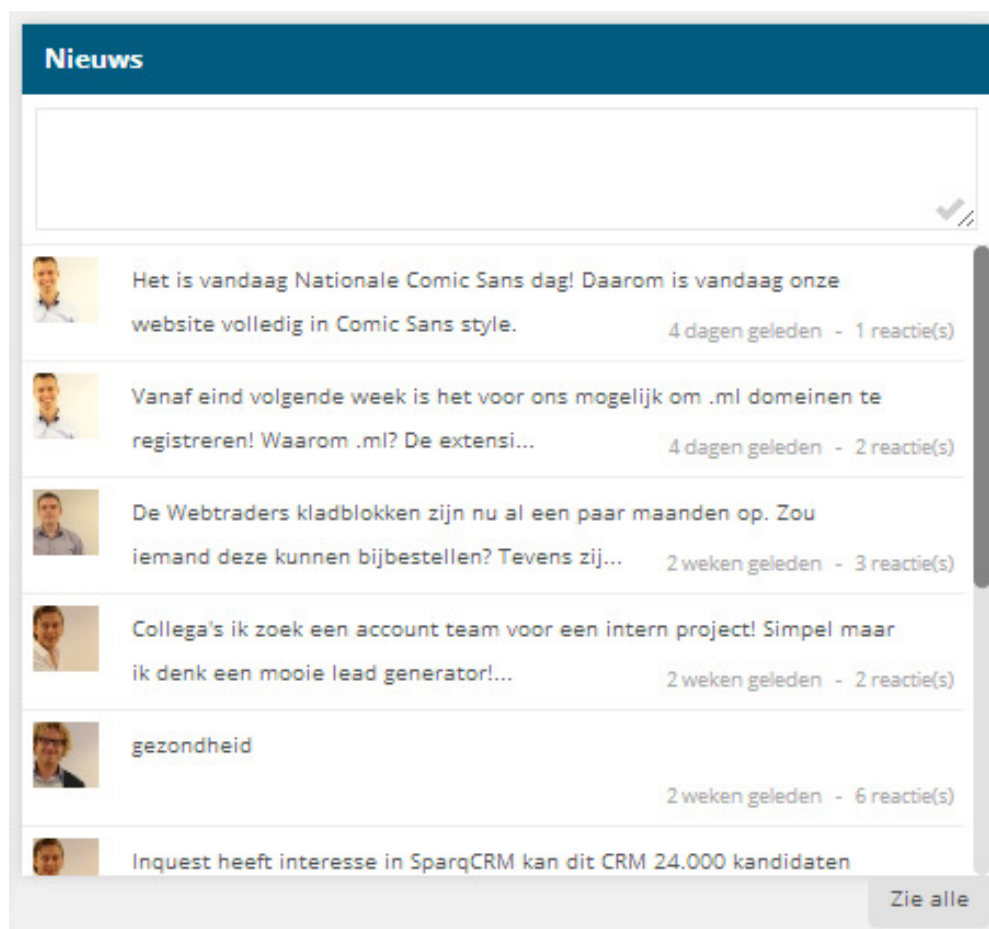 Nieuws
Het is vandaag Nationale Comic Sans dag! Daarom is vandaag onze
website volledig in Comic Sans style.
4 dagen geleden - 1 reactie(s)
Vanaf eind volgende week is het voor ons mogelijk om .ml domeinen te
registreren! Waarom .ml? De extensi...
4 dagen geleden - 2 reactie(s)
De Webtraders kladblokken zijn nu al een paar maanden op. Zou
iemand deze kunnen bijbestellen? Tevens zij...
2 weken geleden - 3 reactie(s)
Collega's ik zoek een account team voor een intern project! Simpel maar
ik denk een mooie lead generator!...
2 weken geleden - 2 reactie(s)
gezondheid
2 weken geleden - 6 reactie(s)
Inquest heeft interesse in SparqCRM kan dit CRM 24.000 kandidaten
Zie alle